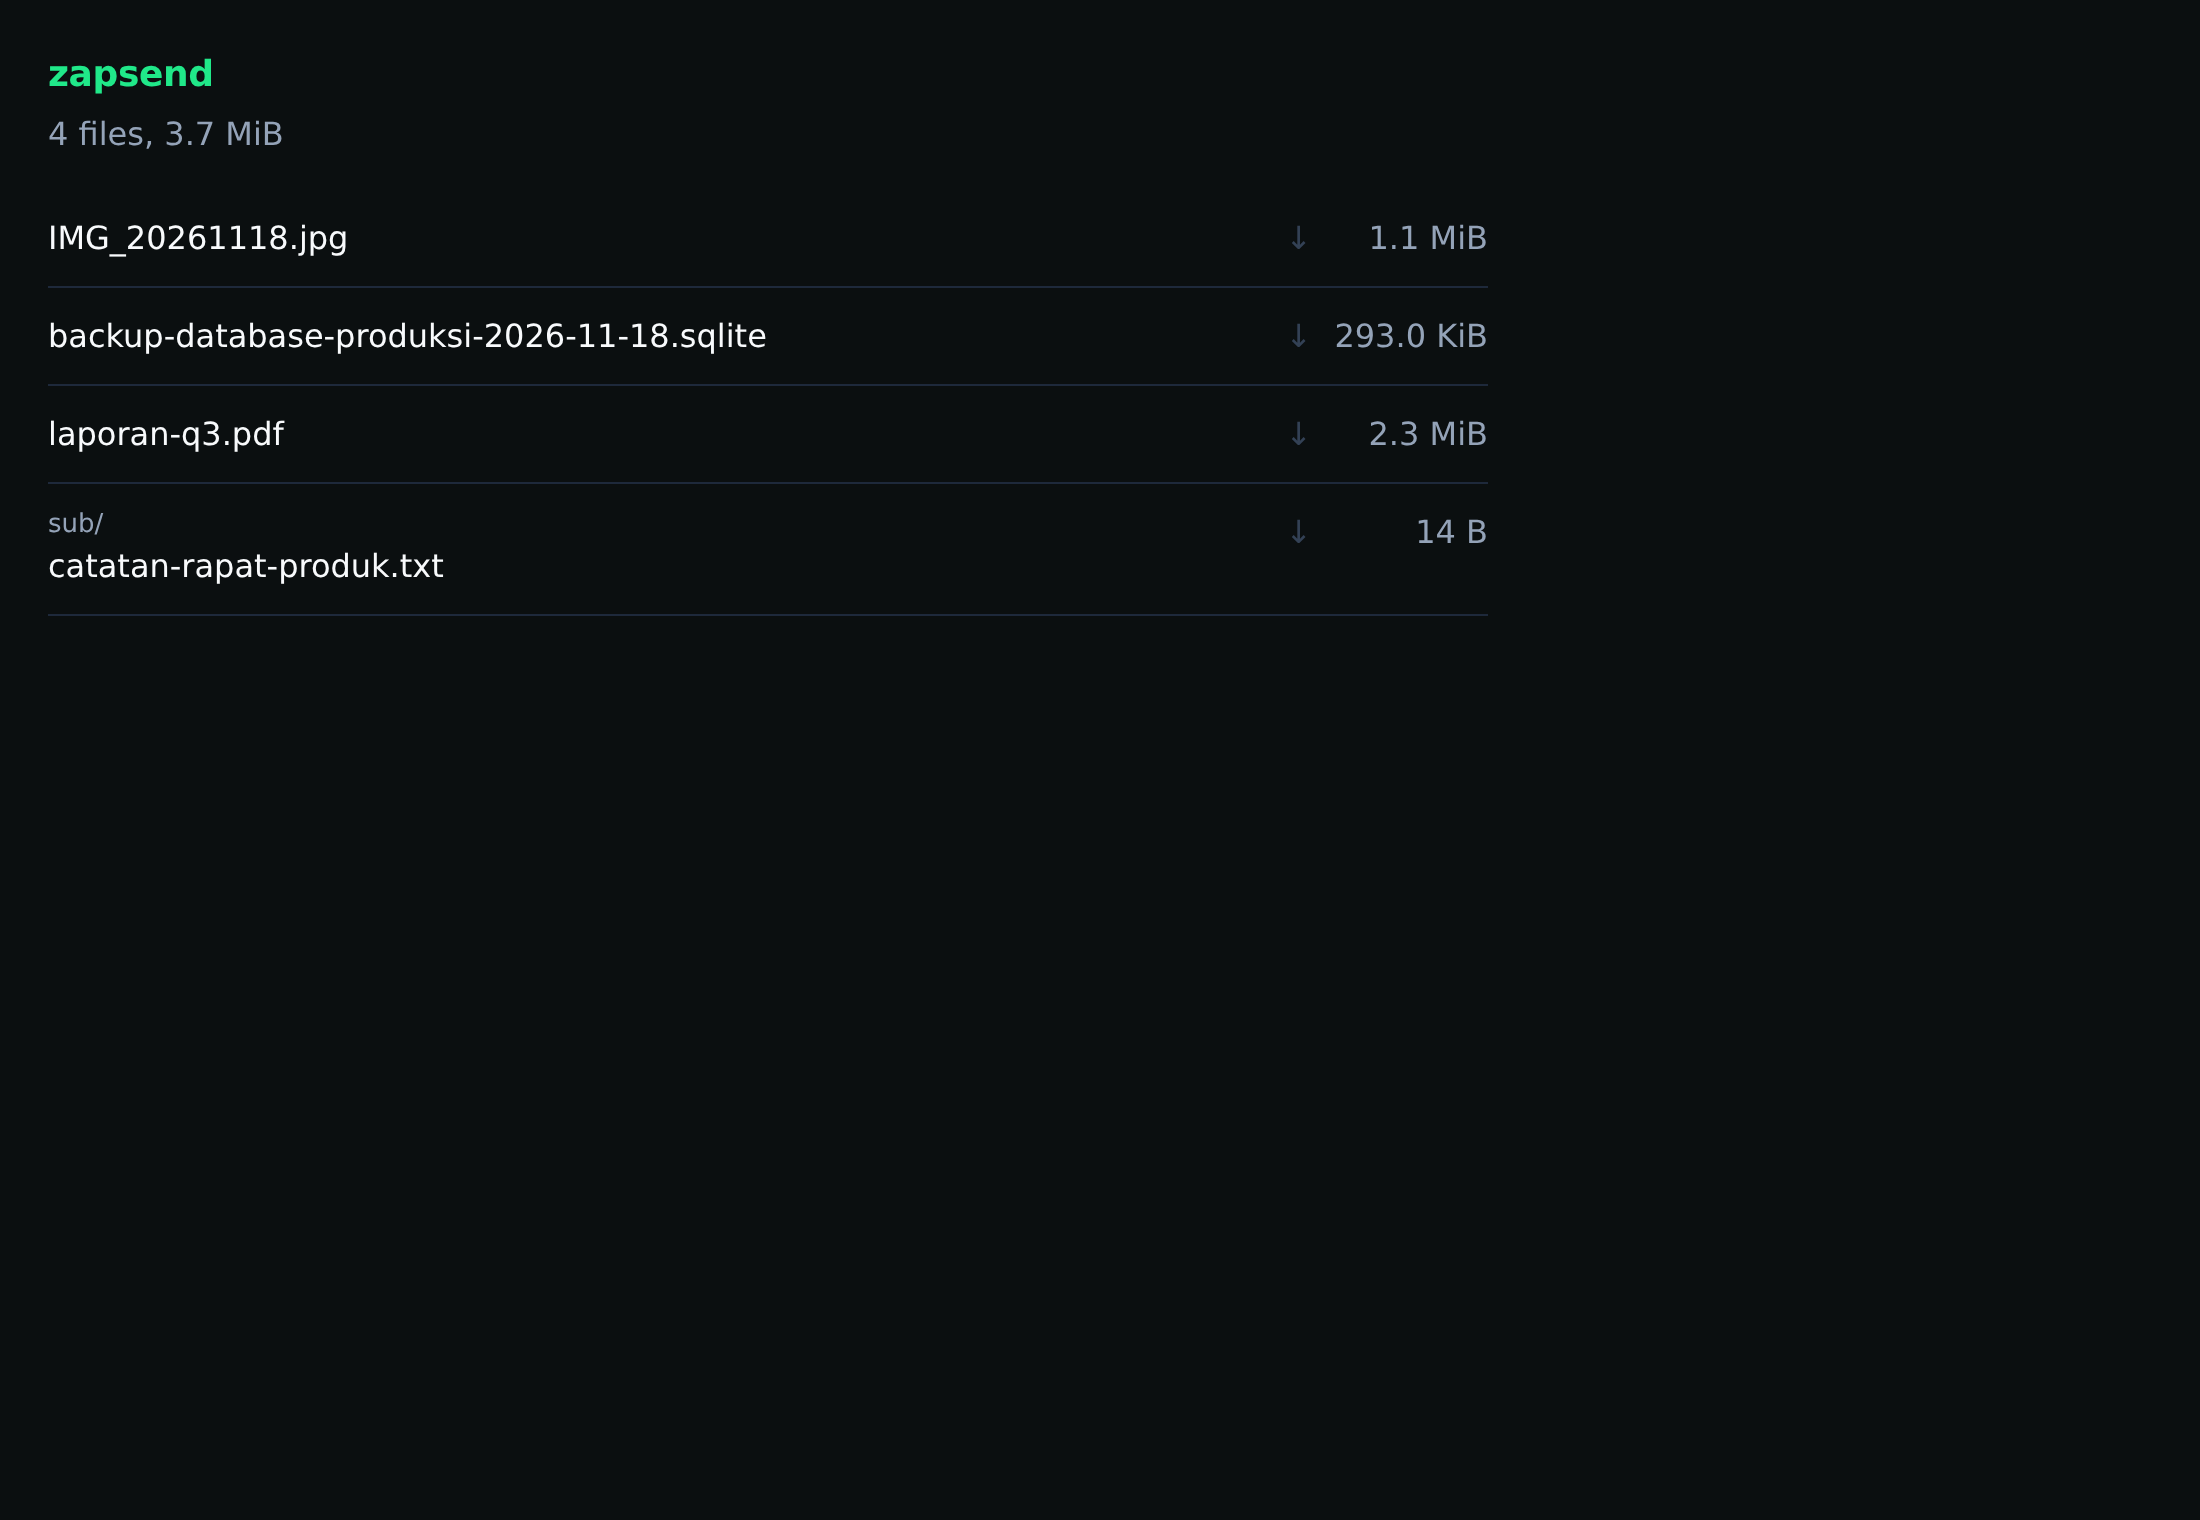 zapsend
4 files, 3.7 MiB
IMG_20261118.jpg ↓ 1.1 MiB
backup-database-produksi-2026-11-18.sqlite ↓ 293.0 KiB
laporan-q3.pdf ↓ 2.3 MiB
sub/
catatan-rapat-produk.txt ↓ 14 B